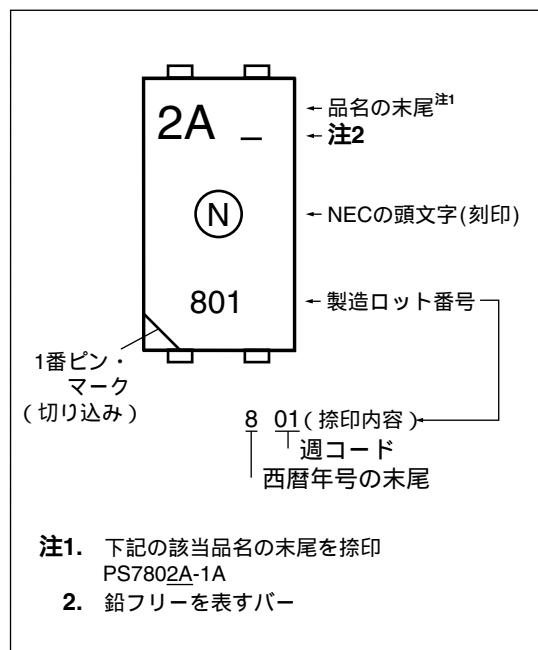 2A _
品名の末尾注1
注2
N
NECの頭文字(刻印)
801
製造ロット番号
1番ピン・
マーク
(切り込み)
8 01(捺印内容)
週コード
西暦年号の末尾
注1. 下記の該当品名の末尾を捺印
PS7802A-1A
2. 鉛フリーを表すバー